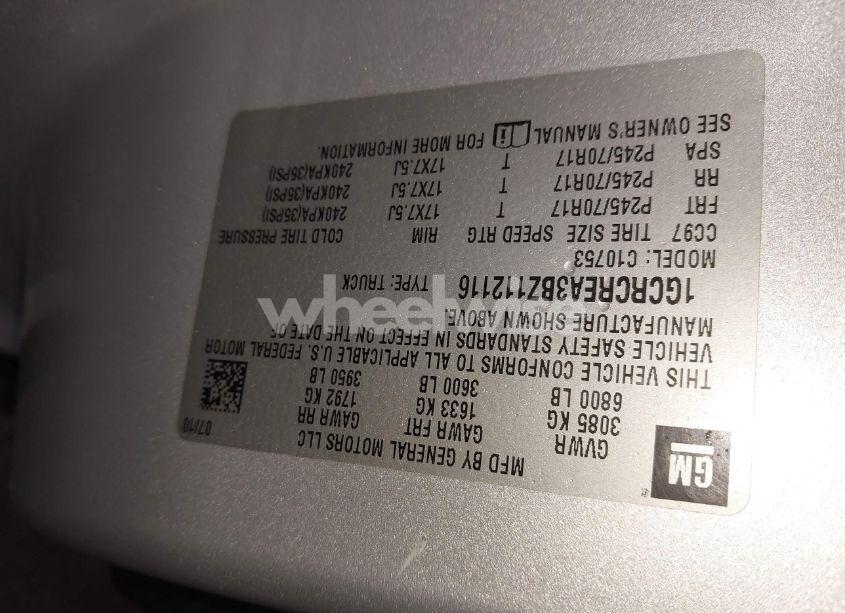 GM
MFD BY GENERAL MOTORS LLC 07/10
GVWR GAWR FRT GAWR RR
3085 KG 1633 KG 1792 KG
6800 LB 3600 LB 3950 LB
THIS VEHICLE CONFORMS TO ALL APPLICABLE U.S. FEDERAL MOTOR
VEHICLE SAFETY STANDARDS IN EFFECT ON THE DATE OF
MANUFACTURE SHOWN ABOVE
1GCRCREA3BZ112116 TYPE: TRUCK
MODEL: C10753
CC97 TIRE SIZE SPEED RTG RIM COLD TIRE PRESSURE
FRT P245/70R17 T 17X7.5J 240KPA(35PSI)
RR P245/70R17 T 17X7.5J 240KPA(35PSI)
SPA P245/70R17 T 17X7.5J 240KPA(35PSI)
SEE OWNER'S MANUAL FOR MORE INFORMATION.